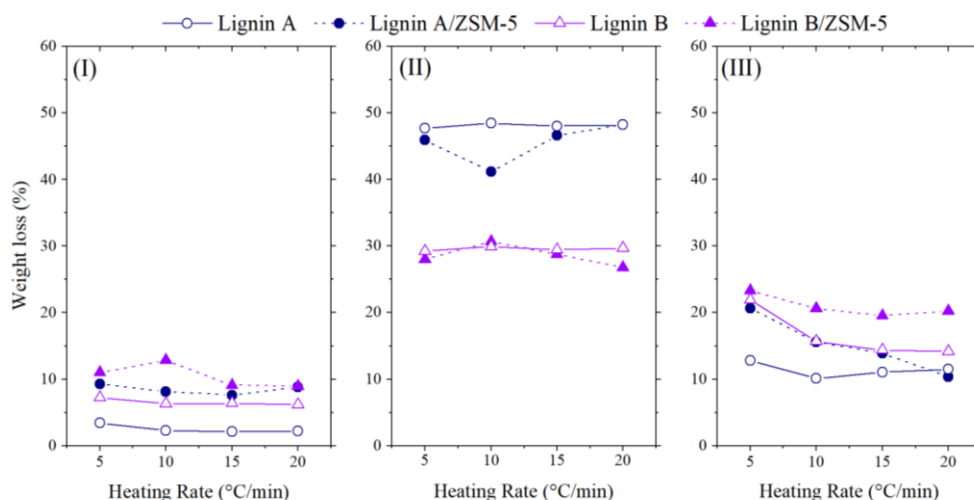 Lignin A Lignin A/ZSM-5 Lignin B Lignin B/ZSM-5
(I) (II) (III)
Weight loss (%)
60 60 60
50 50 50
40 40 40
30 30 30
20 20 20
10 10 10
0 0 0
5 10 15 20 5 10 15 20 5 10 15 20
Heating Rate (°C/min) Heating Rate (°C/min) Heating Rate (°C/min)